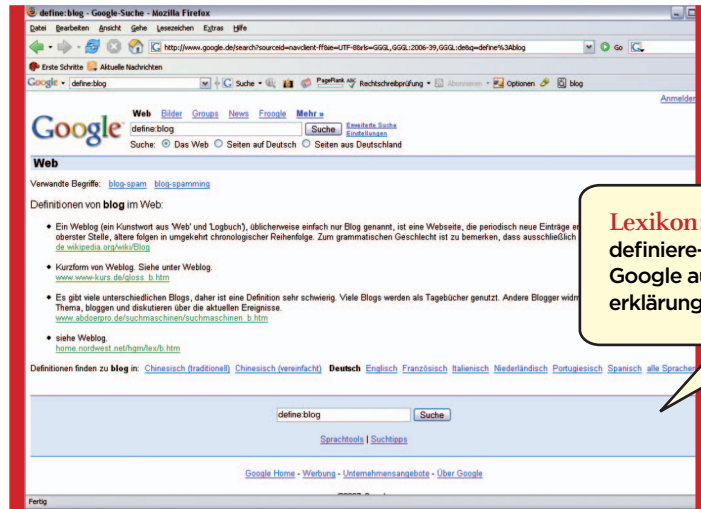 define:blog - Google-Suche - Mozilla Firefox
Datei Bearbeiten Ansicht Gehe Lesezeichen Extras Hilfe
http://www.google.de/search?sourceid=navclient-ff&ie=UTF-8&rls=GGGL,GGGL:2006-39,GGGL:de&q=define%3Ablog Go
Erste Schritte Aktuelle Nachrichten
Google define:blog Suche PageRank Rechtschreibprüfung Abonnieren Optionen blog
Anmelden
Web Bilder Groups News Froogle Mehr »
Google define:blog Suche Erweiterte Suche
Einstellungen
Suche: Das Web Seiten auf Deutsch Seiten aus Deutschland
Web
Verwandte Begriffe: blog-spam blog-spamming
Definitionen von blog im Web:
Ein Weblog (ein Kunstwort aus 'Web' und 'Logbuch'), üblicherweise einfach nur Blog genannt, ist eine Webseite, die periodisch neue Einträge
oberster Stelle, ältere folgen in umgekehrt chronologischer Reihenfolge. Zum grammatischen Geschlecht ist zu bemerken, dass ausschließlich
de.wikipedia.org/wiki/Blog
Kurzform von Weblog. Siehe unter Weblog.
www.www-kurs.de/gloss_b.htm
Es gibt viele unterschiedlichen Blogs, daher ist eine Definition sehr schwierig. Viele Blogs werden als Tagebücher genutzt. Andere Blogger
Thema, bloggen und diskutieren über die aktuellen Ereignisse.
www.abdoerpro.de/suchmaschinen/suchmaschinen_b.htm
siehe Weblog.
home.nordwest.net/hgm/lex/b.htm
Definitionen finden zu blog in: Chinesisch (traditionell) Chinesisch (vereinfacht) Deutsch Englisch Französisch Italienisch Niederländisch Portugiesisch Spanisch alle Sprachen
Lexikon:
definiere-
Google
erklärung
define:blog Suche
Sprachtools | Suchtipps
Google Home - Werbung - Unternehmensangebote - Über Google
Fertig